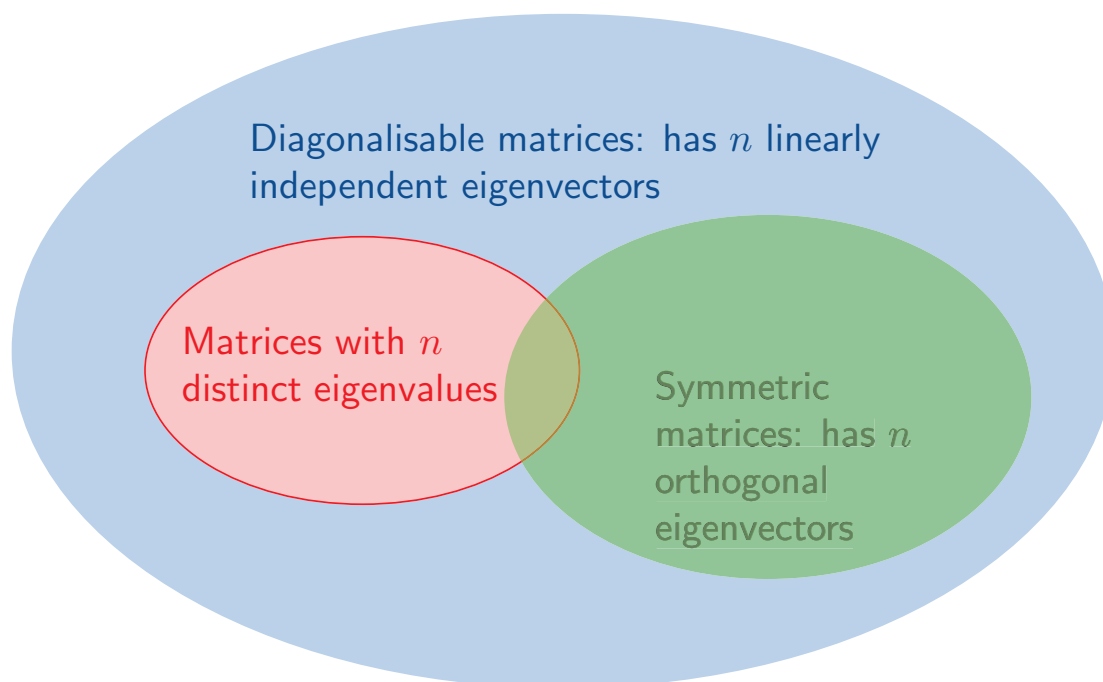 Diagonalisable matrices: has n linearly
independent eigenvectors
Matrices with n
distinct eigenvalues
Symmetric
matrices: has n
orthogonal
eigenvectors